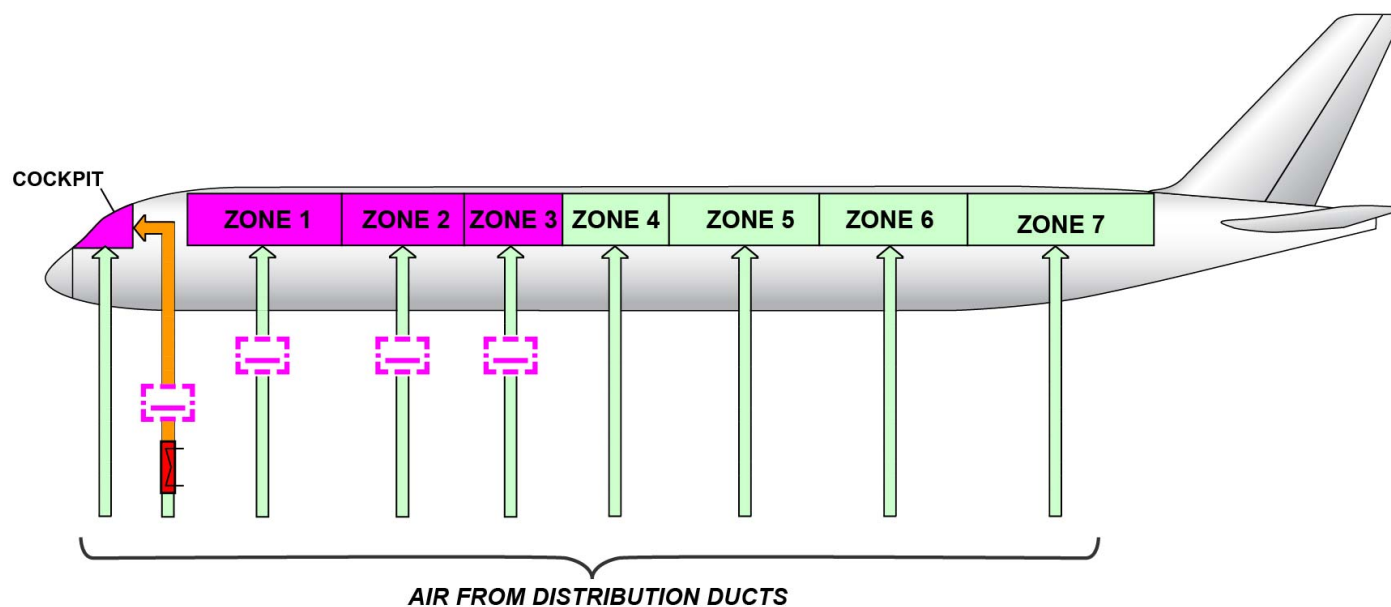 COCKPIT
ZONE 1
ZONE 2
ZONE 3
ZONE 4
ZONE 5
ZONE 6
ZONE 7
AIR FROM DISTRIBUTION DUCTS